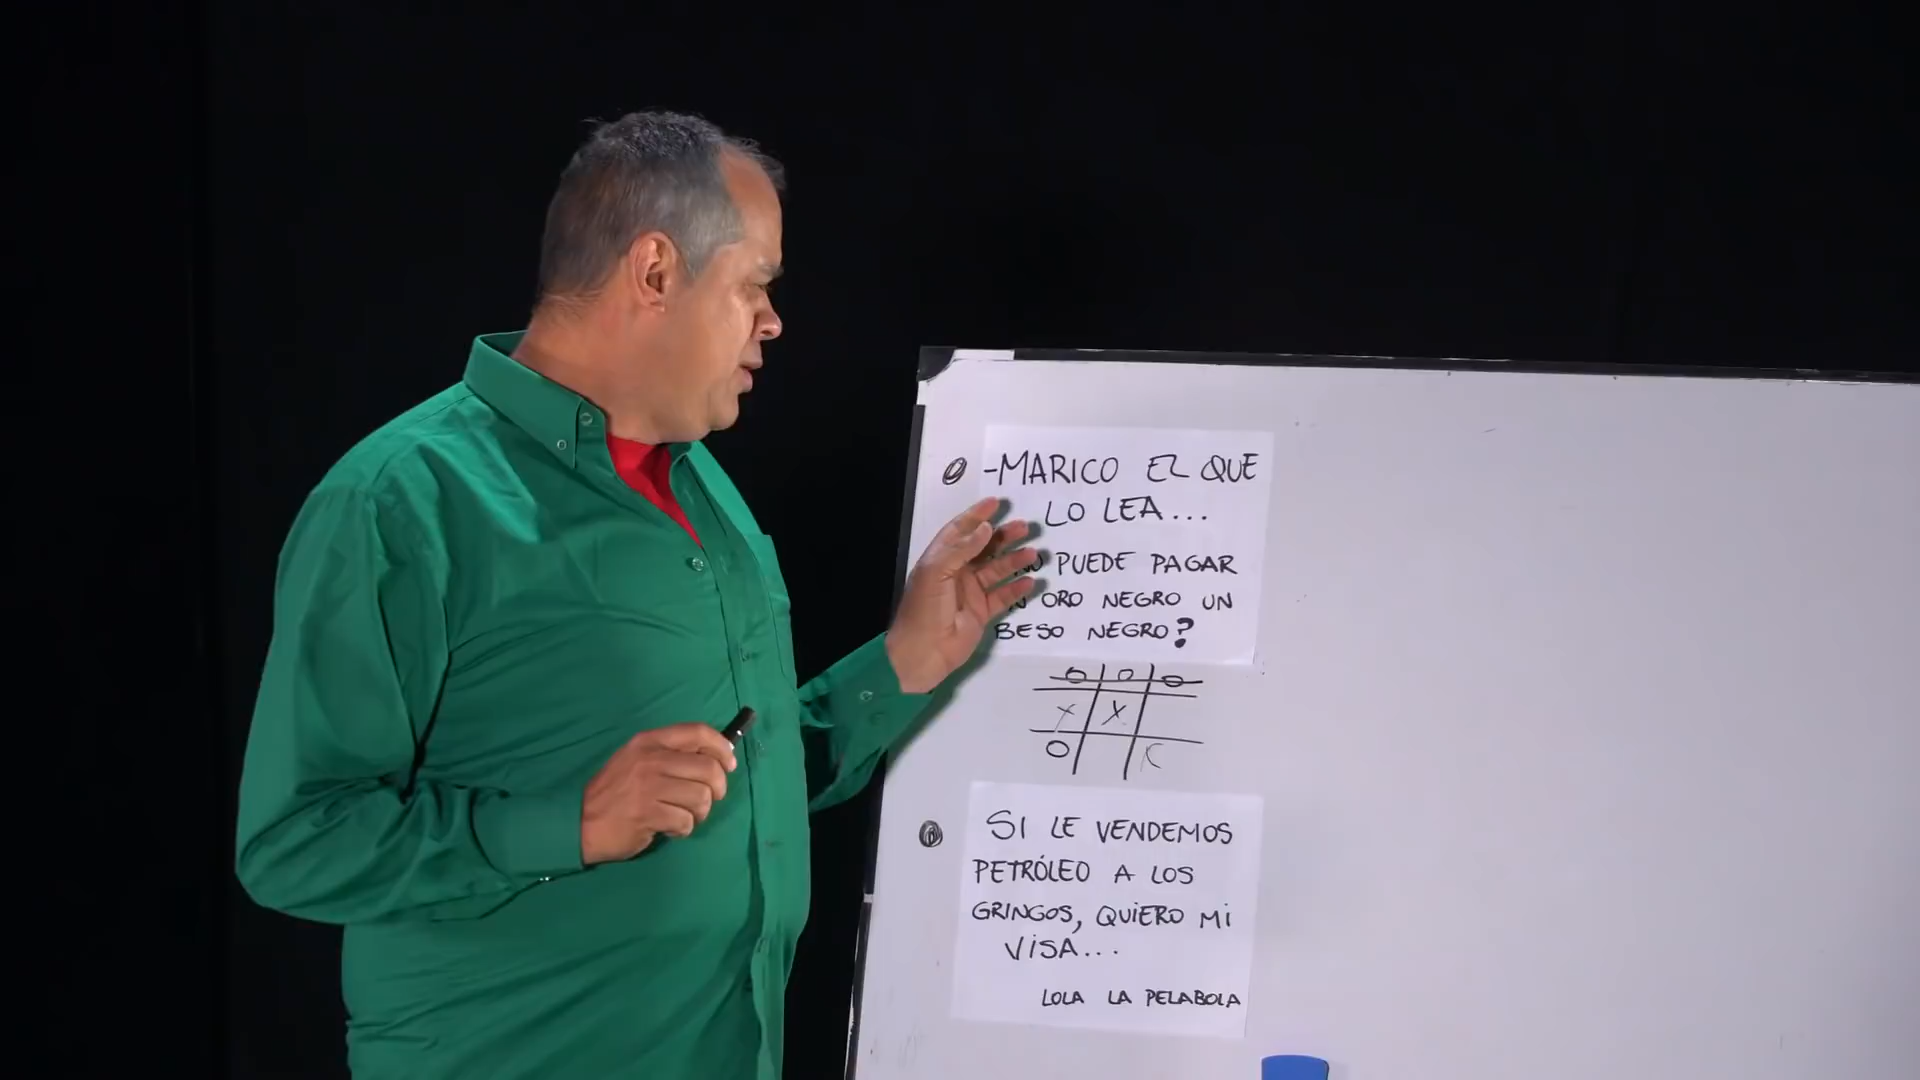 -MARICO EL QUE
LO LEA...
PUEDE PAGAR
ORO NEGRO UN
BESO NEGRO?
O O O
X X
O
SI LE VENDEMOS
PETRÓLEO A LOS
GRINGOS, QUIERO MI
VISA...
LOLA LA PELABOLA